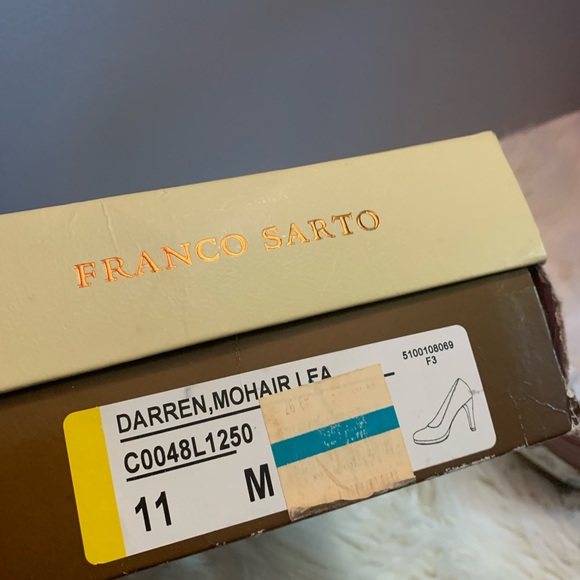 FRANCO SARTO
5100108069
F3
DARREN,MOHAIR LEA
C0048L1250
11 M